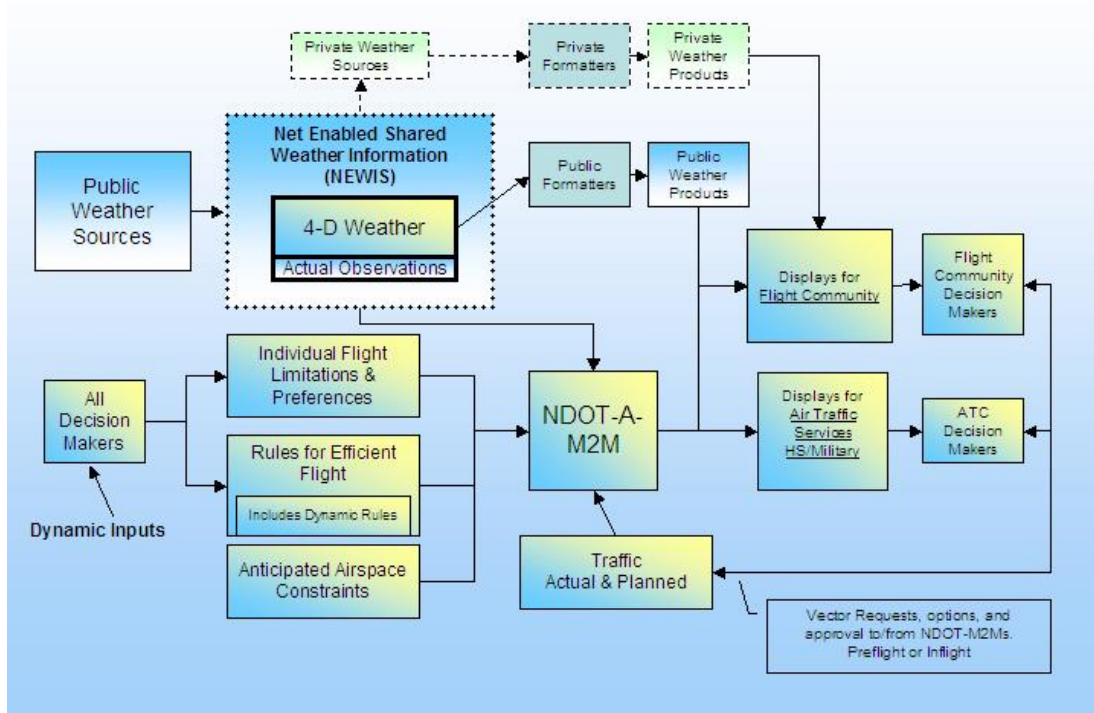 Private Weather
Sources
Private
Formatters
Private
Weather
Products
Net Enabled Shared
Weather Information
(NEWIS)
Public
Weather
Sources
4-D Weather
Actual Observations
Public
Formatters
Public
Weather
Products
Displays for
Flight Community
Flight
Community
Decision
Makers
Individual Flight
Limitations &
Preferences
All
Decision
Makers
Rules for Efficient
Flight
Includes Dynamic Rules
Dynamic Inputs
Anticipated Airspace
Constraints
NDOT-A-
M2M
Displays for
Air Traffic
Services
HS/Military
ATC
Decision
Makers
Traffic
Actual & Planned
Vector Requests, options, and
approval to/from NDOT-M2Ms.
Preflight or Inflight